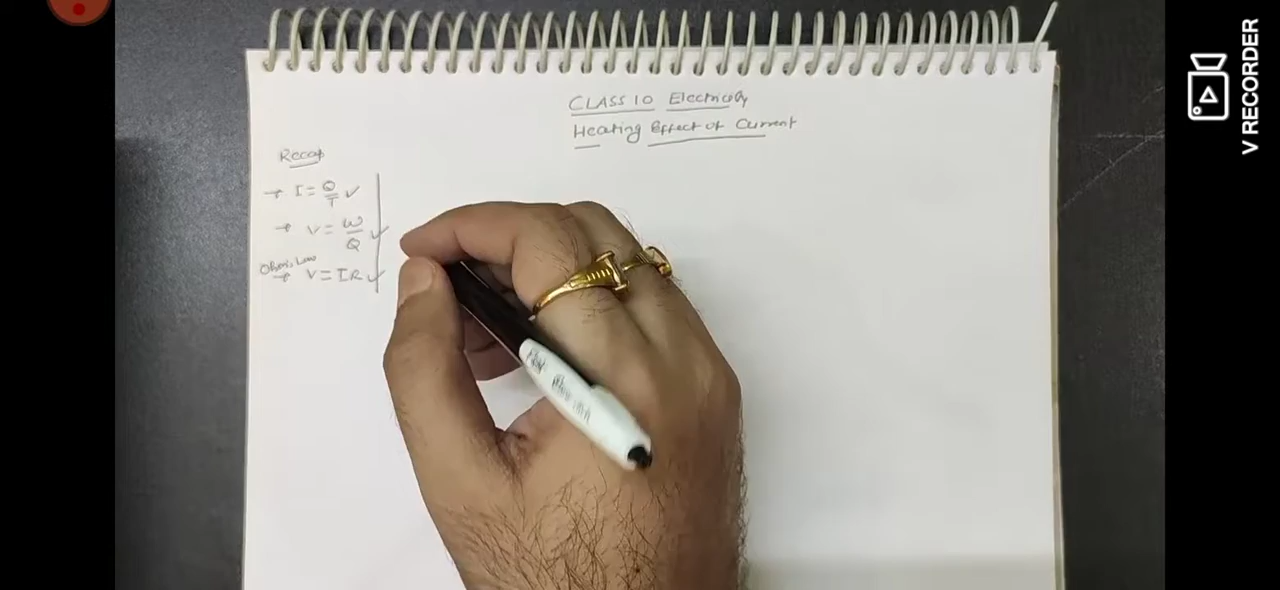 CLASS 10 Electricity
Heating Effect of Current
Recap
→ I = Q/T ✓
→ V = W/Q ✓
Ohm's Law
→ V = IR ✓
V RECORDER